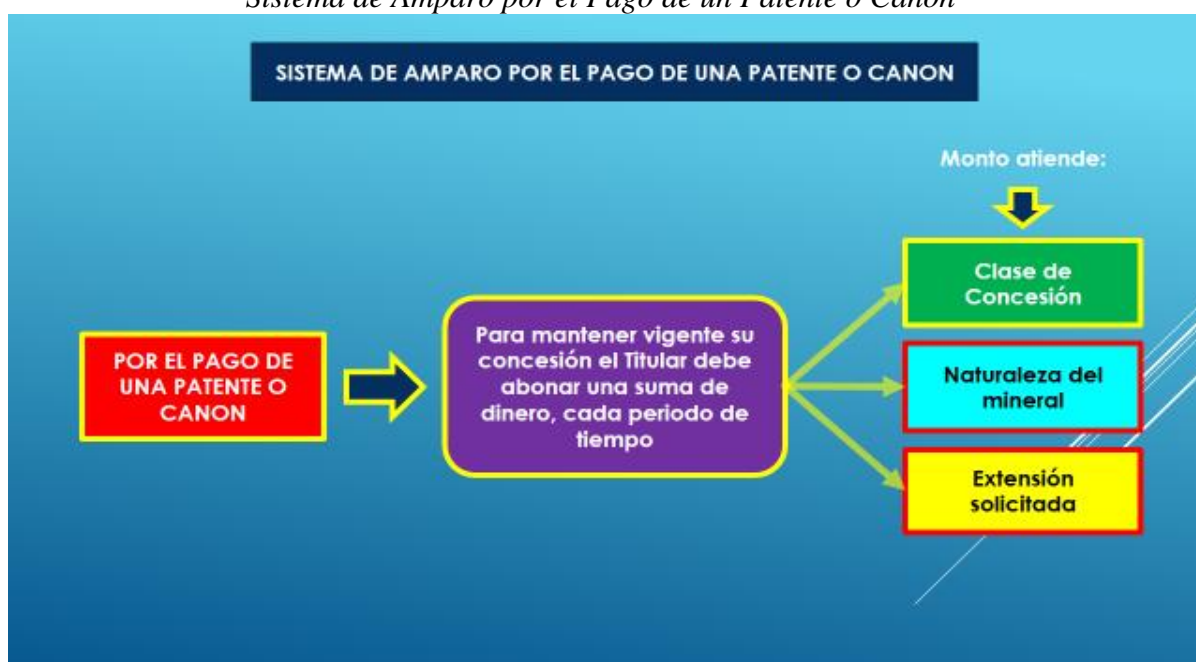 Sistema de Amparo por el Pago de un Patente o Canon
SISTEMA DE AMPARO POR EL PAGO DE UNA PATENTE O CANON
Monto atiende:
Clase de
Concesión
POR EL PAGO DE
UNA PATENTE O
CANON
Para mantener vigente su
concesión el Titular debe
abonar una suma de
dinero, cada periodo de
tiempo
Naturaleza del
mineral
Extensión
solicitada